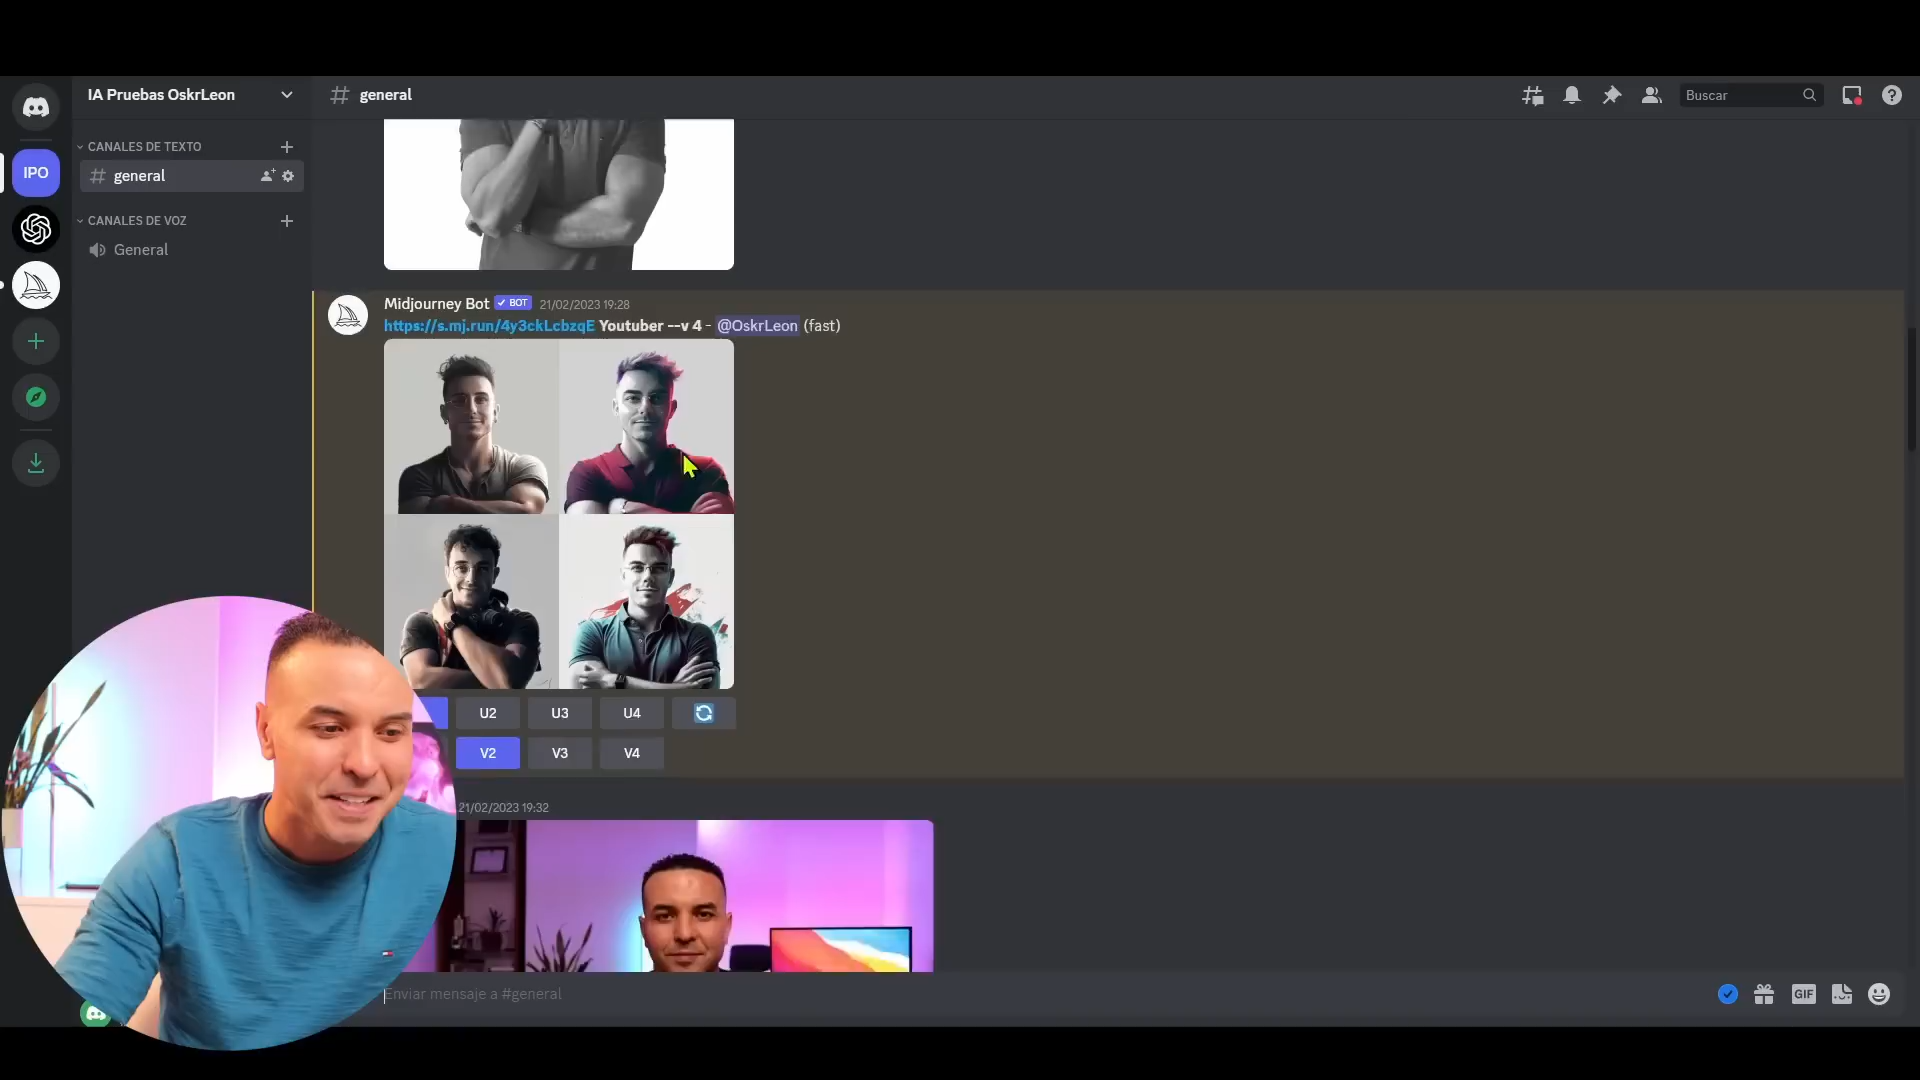 IA Pruebas OskrLeon
general
Buscar
CANALES DE TEXTO
general
IPO
CANALES DE VOZ
General
Midjourney Bot BOT 21/02/2023 19:28
https://s.mj.run/4y3ckLcbzqE Youtuber --v 4 - @OskrLeon (fast)
U2 U3 U4
V2 V3 V4
21/02/2023 19:32
Enviar mensaje a #general
GIF